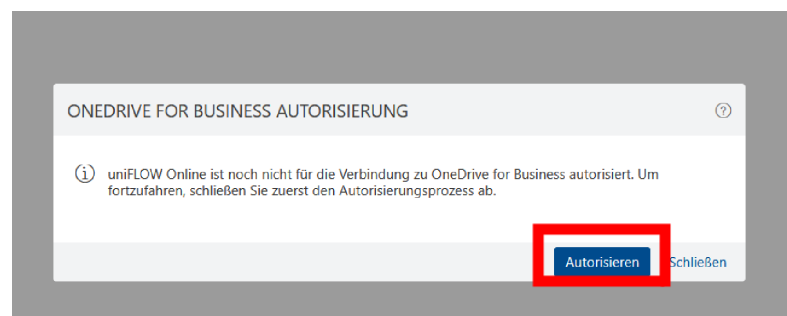 ONEDRIVE FOR BUSINESS AUTORISIERUNG
uniFLOW Online ist noch nicht für die Verbindung zu OneDrive for Business autorisiert. Um
fortzufahren, schließen Sie zuerst den Autorisierungsprozess ab.
Autorisieren Schließen